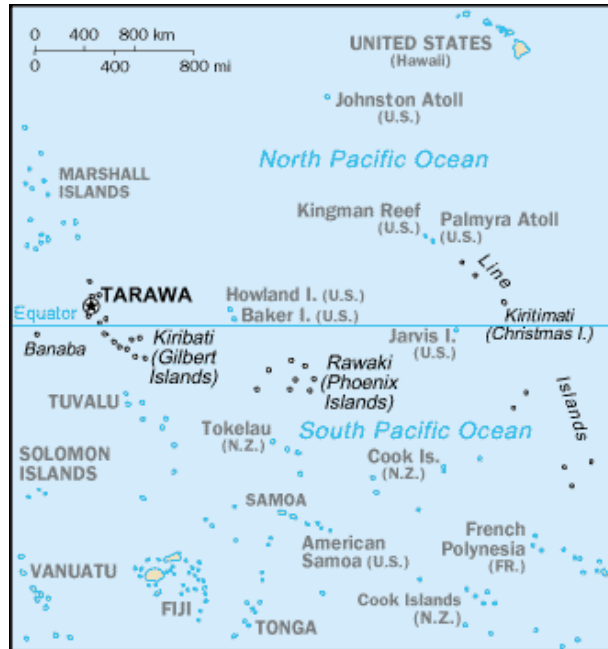 0 400 800 km
0 400 800 mi
UNITED STATES
(Hawaii)
Johnston Atoll
(U.S.)
North Pacific Ocean
MARSHALL
ISLANDS
Kingman Reef
(U.S.)
Palmyra Atoll
(U.S.)
Line
TARAWA
Howland I. (U.S.)
Baker I. (U.S.)
Equator
Kiritimati
(Christmas I.)
Banaba
Kiribati
(Gilbert
Islands)
Jarvis I.
(U.S.)
Rawaki
(Phoenix
Islands)
Islands
TUVALU
Tokelau
(N.Z.)
South Pacific Ocean
SOLOMON
ISLANDS
Cook Is.
(N.Z.)
SAMOA
American
Samoa (U.S.)
French
Polynesia
(FR.)
VANUATU
FIJI
Cook Islands
(N.Z.)
TONGA